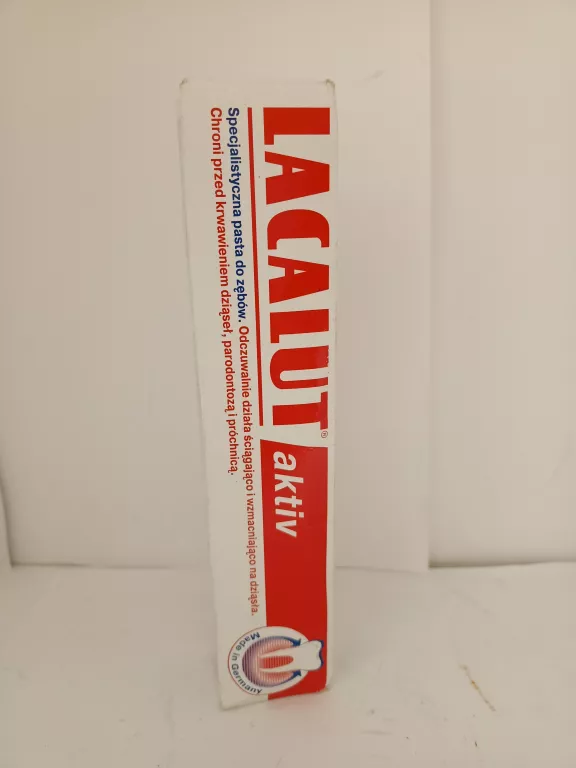 LACALUT® aktiv
Specjalistyczna pasta do zębów. Odczuwalnie działa ściągająco i wzmacniająco na dziąsła.
Chroni przed krwawieniem dziąseł, parodontozą i próchnicą.
Made in Germany